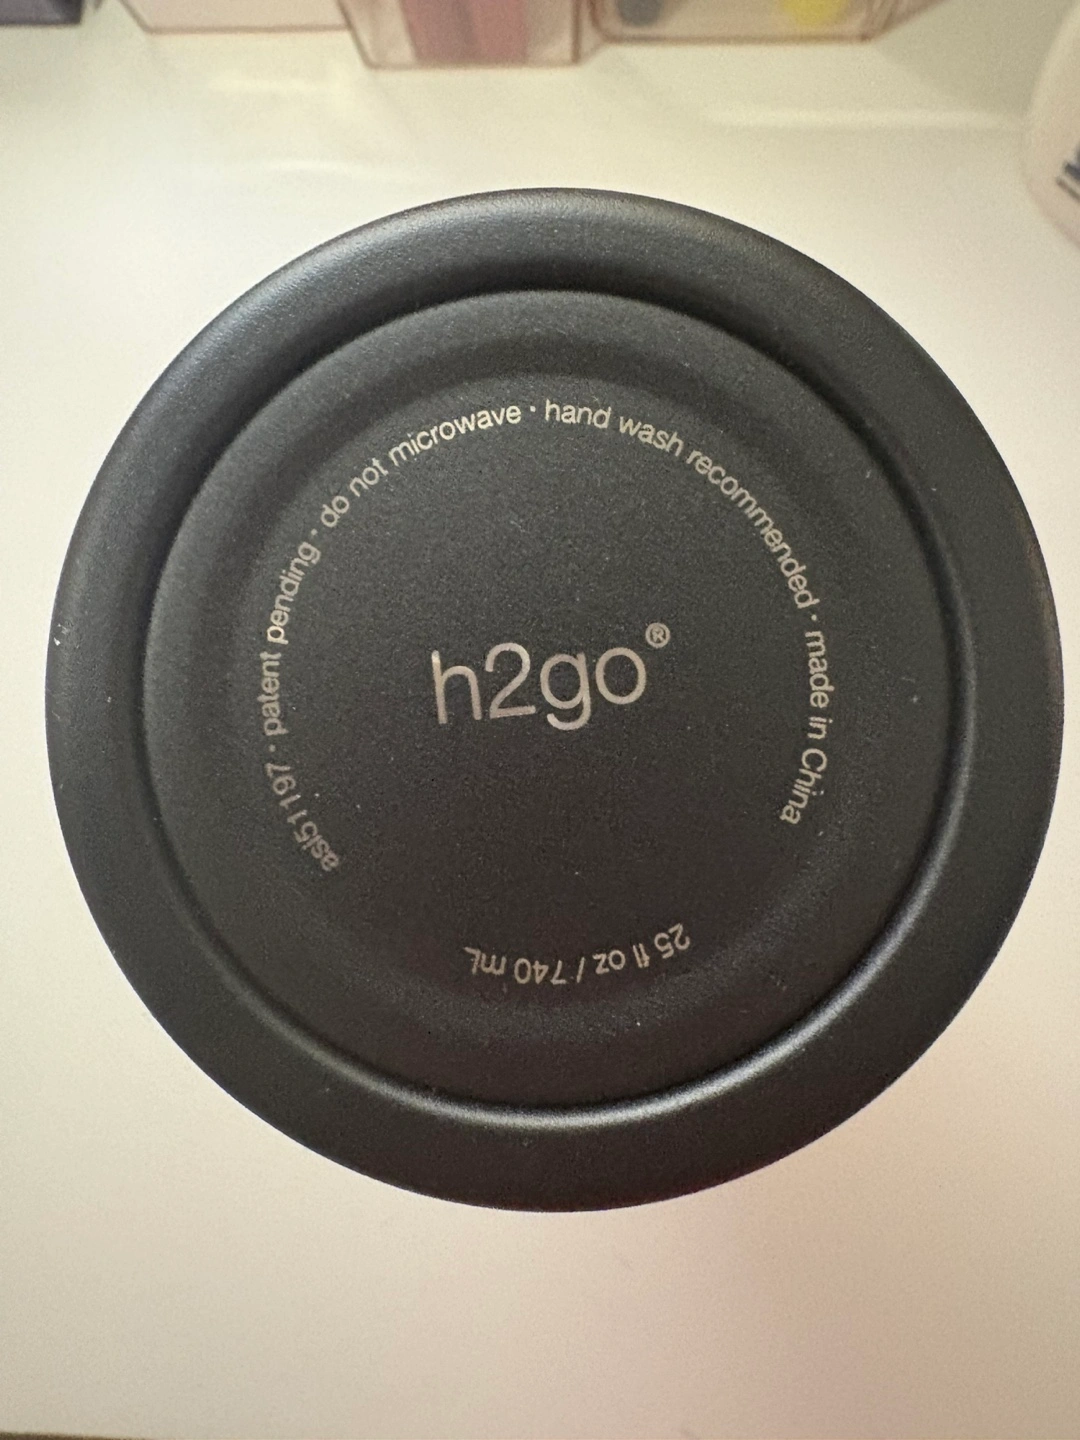 asi51197 · patent pending · do not microwave · hand wash recommended · made in China
h2go®
25 fl oz / 740 mL